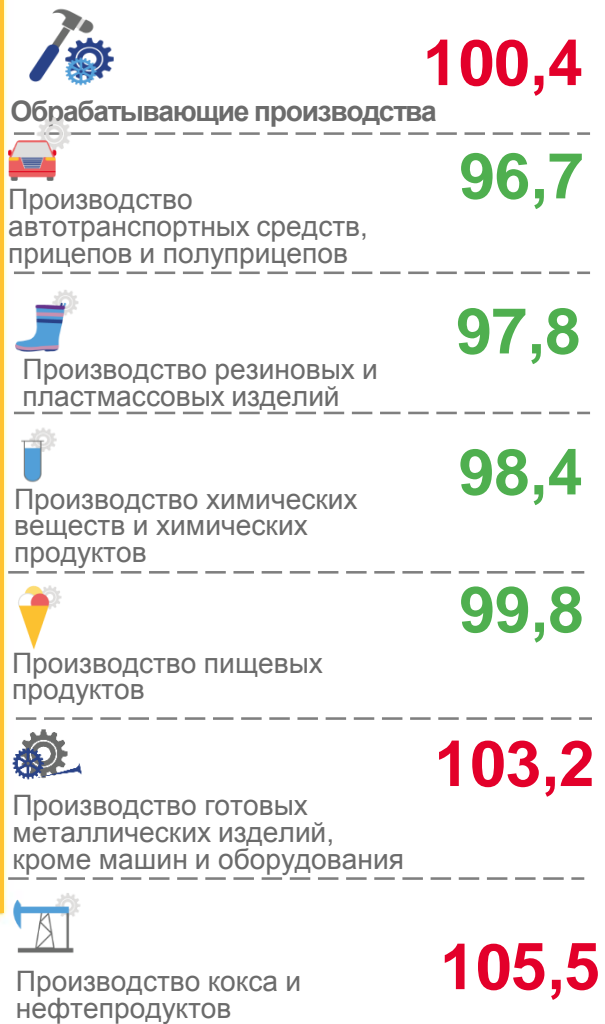 100,4
Обрабатывающие производства
96,7
Производство
автотранспортных средств,
прицепов и полуприцепов
97,8
Производство резиновых и
пластмассовых изделий
98,4
Производство химических
веществ и химических
продуктов
99,8
Производство пищевых
продуктов
103,2
Производство готовых
металлических изделий,
кроме машин и оборудования
105,5
Производство кокса и
нефтепродуктов